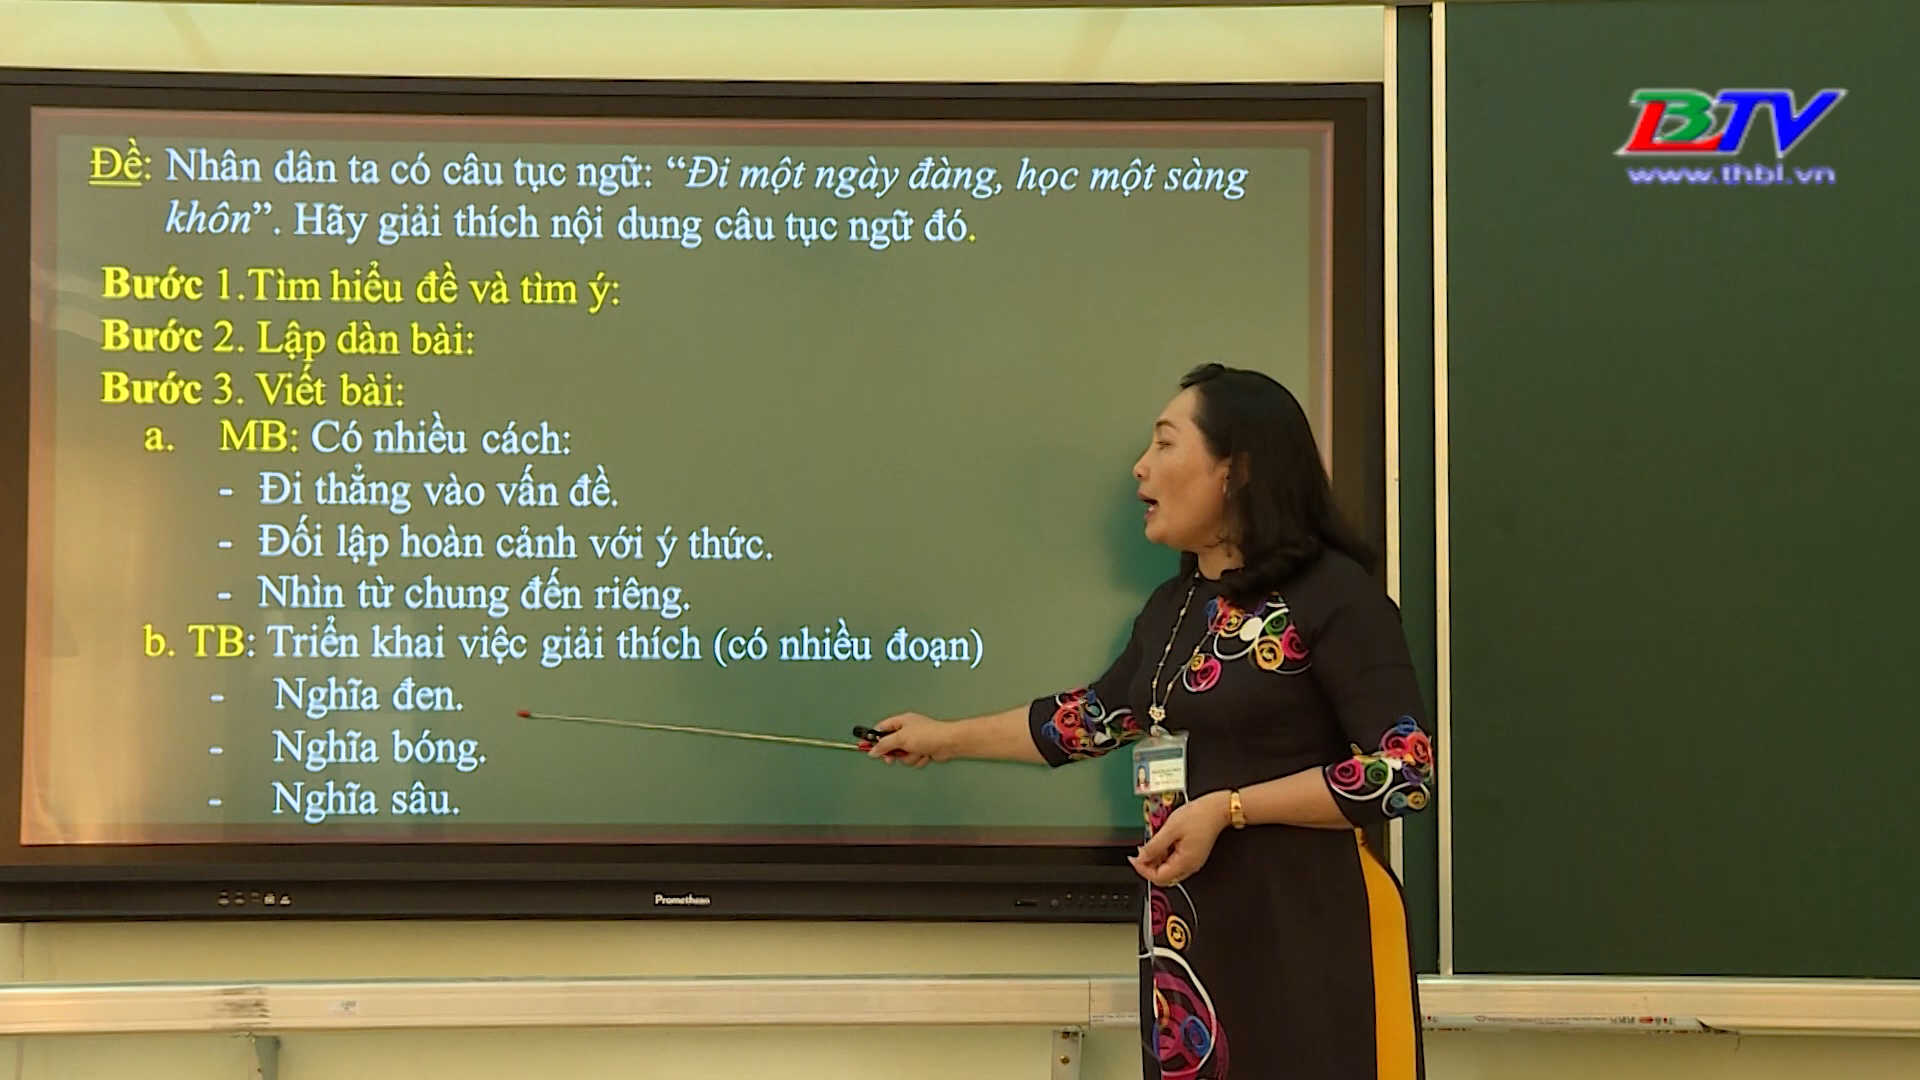 Đề: Nhân dân ta có câu tục ngữ: “Đi một ngày đàng, học một sàng
khôn”. Hãy giải thích nội dung câu tục ngữ đó.
Bước 1.Tìm hiểu đề và tìm ý:
Bước 2. Lập dàn bài:
Bước 3. Viết bài:
a. MB: Có nhiều cách:
- Đi thẳng vào vấn đề.
- Đối lập hoàn cảnh với ý thức.
- Nhìn từ chung đến riêng.
b. TB: Triển khai việc giải thích (có nhiều đoạn)
- Nghĩa đen.
- Nghĩa bóng.
- Nghĩa sâu.
Promethean
BTV
www.thbl.vn